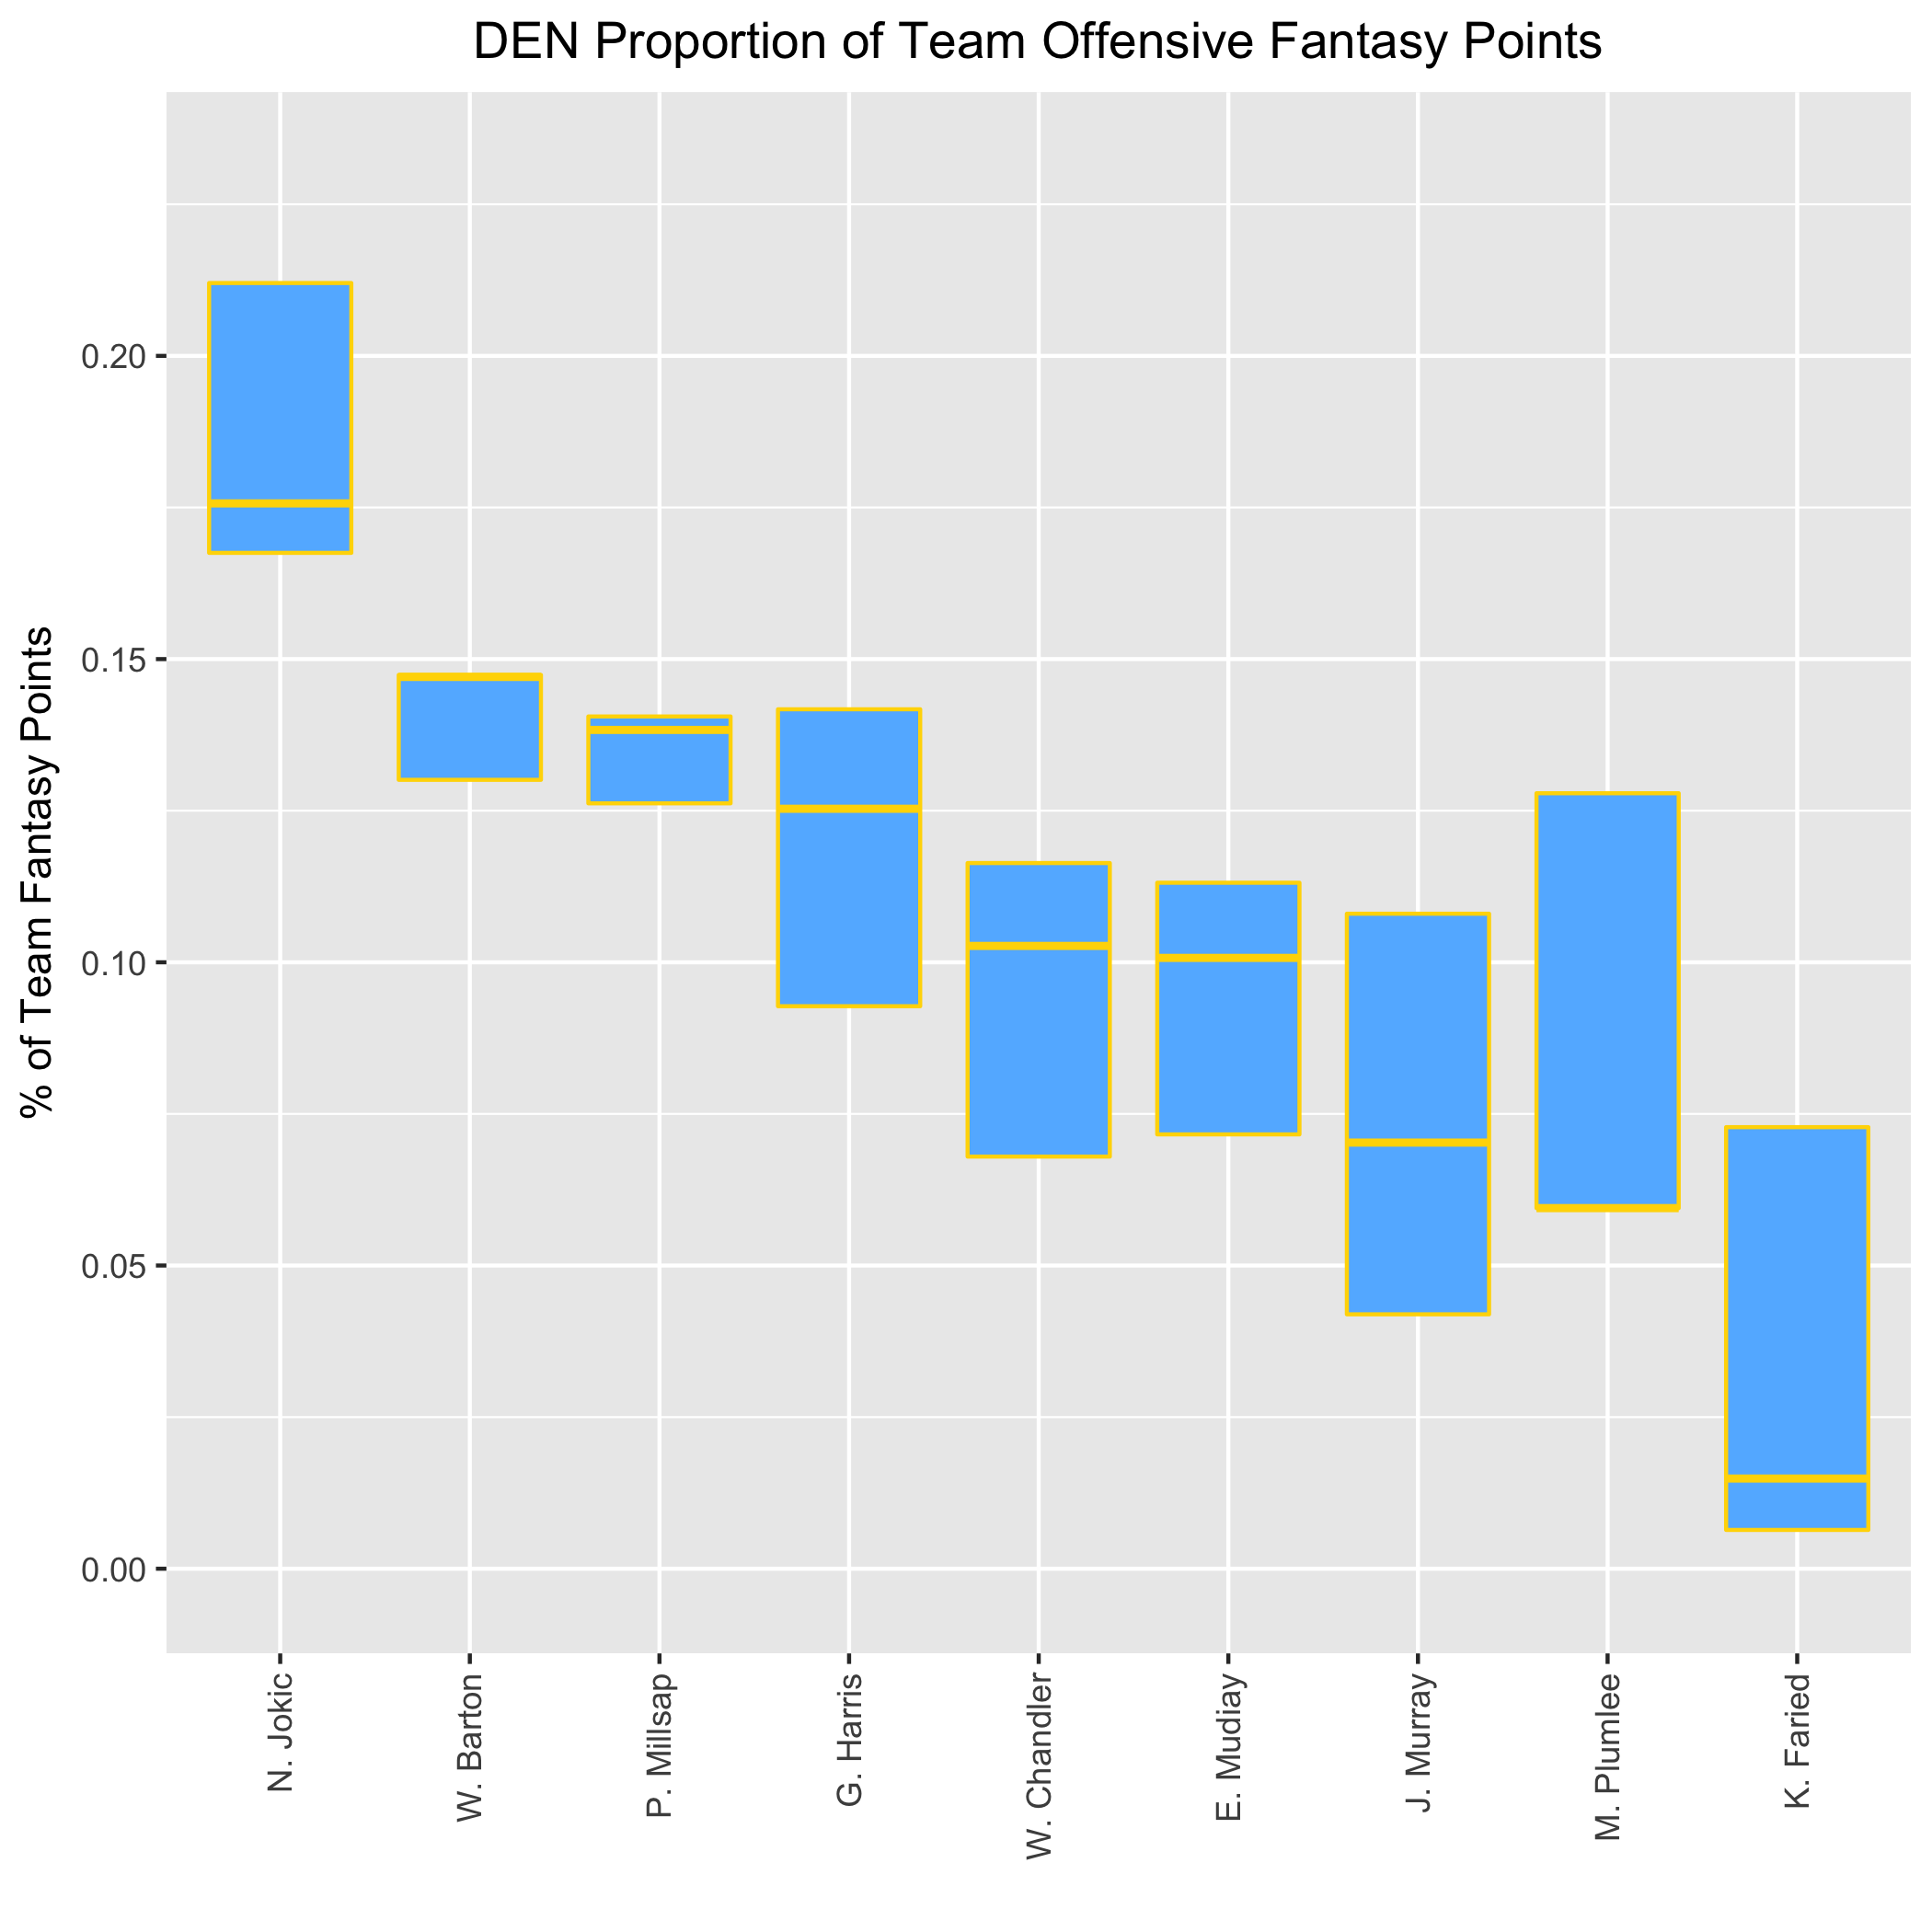 DEN Proportion of Team Offensive Fantasy Points
% of Team Fantasy Points
0.20
0.15
0.10
0.05
0.00
N. Jokic
W. Barton
P. Millsap
G. Harris
W. Chandler
E. Mudiay
J. Murray
M. Plumlee
K. Faried